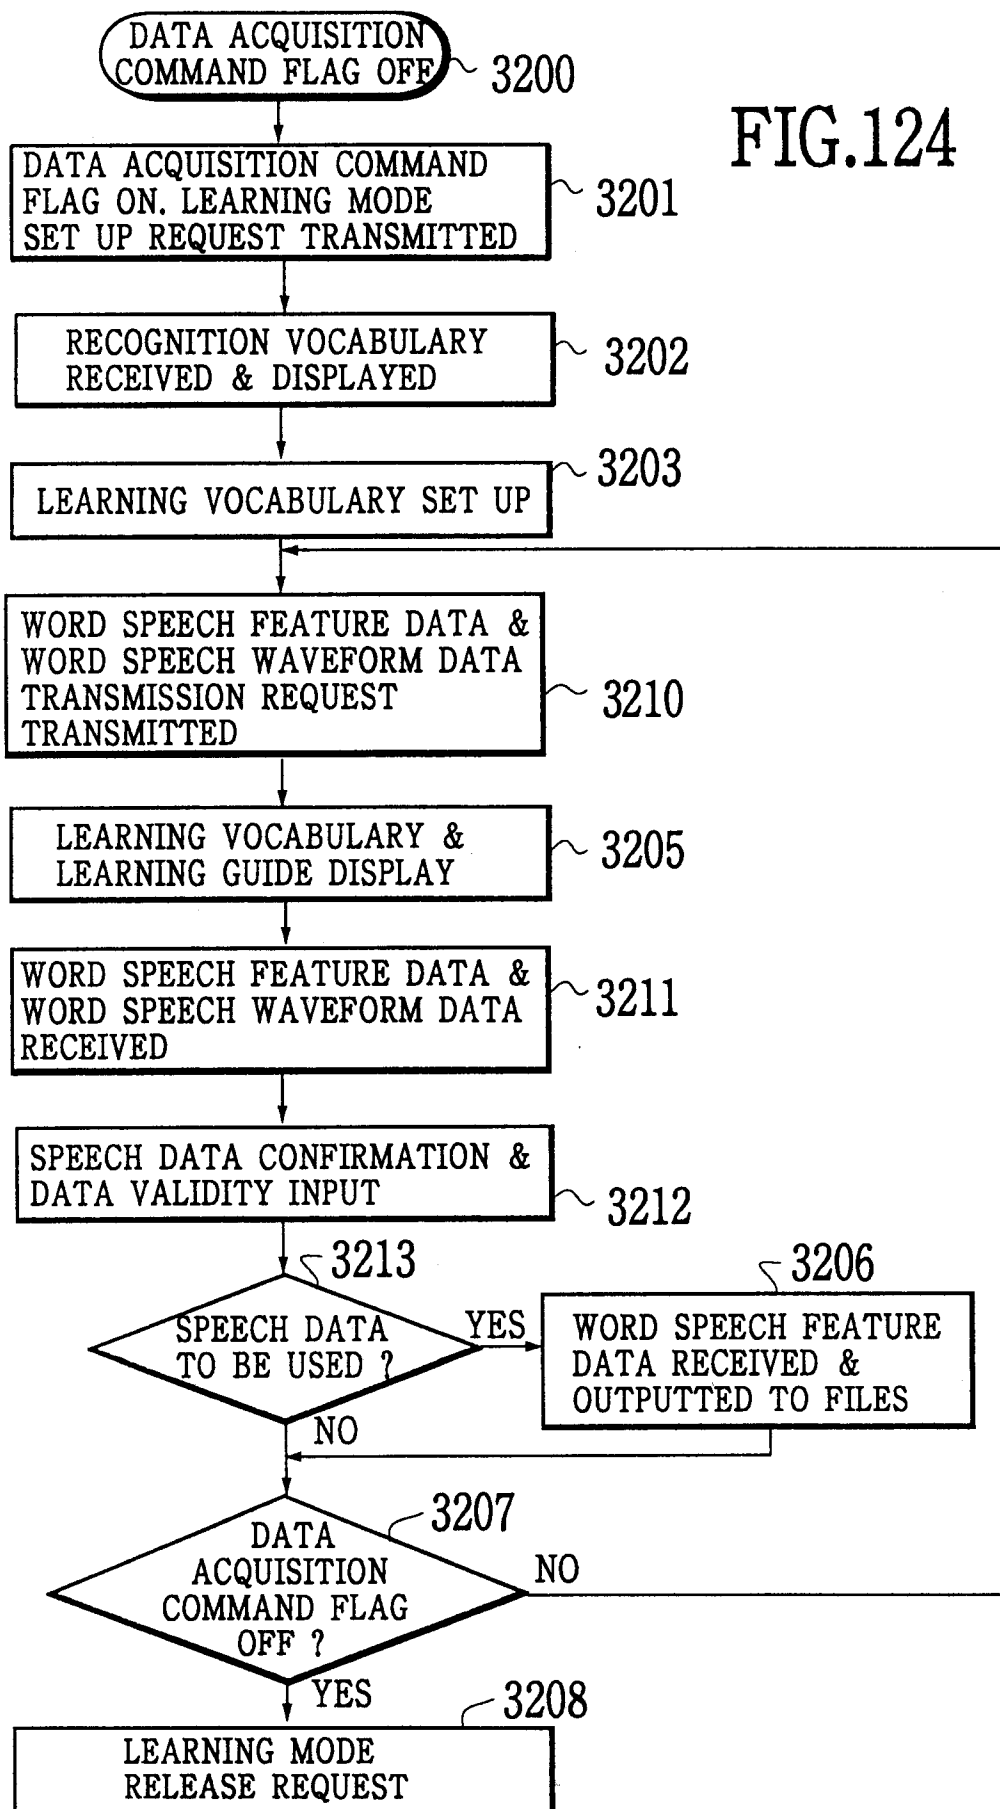 DATA ACQUISITION
COMMAND FLAG OFF
3200
FIG.124
DATA ACQUISITION COMMAND
FLAG ON. LEARNING MODE
SET UP REQUEST TRANSMITTED
3201
RECOGNITION VOCABULARY
RECEIVED & DISPLAYED
3202
LEARNING VOCABULARY SET UP
3203
WORD SPEECH FEATURE DATA &
WORD SPEECH WAVEFORM DATA
TRANSMISSION REQUEST
TRANSMITTED
3210
LEARNING VOCABULARY &
LEARNING GUIDE DISPLAY
3205
WORD SPEECH FEATURE DATA &
WORD SPEECH WAVEFORM DATA
RECEIVED
3211
SPEECH DATA CONFIRMATION &
DATA VALIDITY INPUT
3212
3213
SPEECH DATA
TO BE USED ?
YES
NO
3206
WORD SPEECH FEATURE
DATA RECEIVED &
OUTPUTTED TO FILES
3207
DATA
ACQUISITION
COMMAND FLAG
OFF ?
NO
YES
3208
LEARNING MODE
RELEASE REQUEST